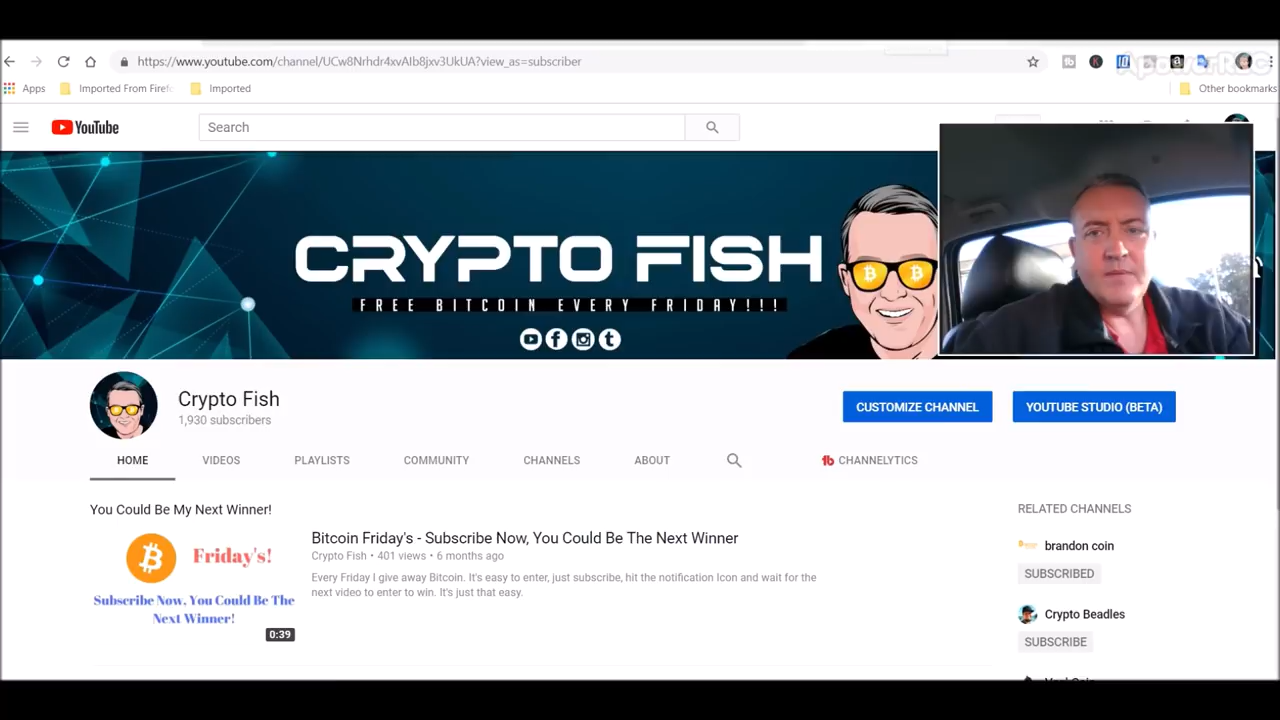 https://www.youtube.com/channel/UCw8Nrhdr4xvAIb8jxv3UkUA?view_as=subscriber
ApowerREC
Apps
Imported From Firef
Imported
Other bookmarks
YouTube
Search
CRYPTO FISH
FREE BITCOIN EVERY FRIDAY!!!
Crypto Fish
1,930 subscribers
CUSTOMIZE CHANNEL
YOUTUBE STUDIO (BETA)
HOME
VIDEOS
PLAYLISTS
COMMUNITY
CHANNELS
ABOUT
CHANNELYTICS
You Could Be My Next Winner!
RELATED CHANNELS
Friday's!
Subscribe Now, You Could Be The
Next Winner!
0:39
Bitcoin Friday's - Subscribe Now, You Could Be The Next Winner
Crypto Fish • 401 views • 6 months ago
Every Friday I give away Bitcoin. It's easy to enter, just subscribe, hit the notification Icon and wait for the
next video to enter to win. It's just that easy.
brandon coin
SUBSCRIBED
Crypto Beadles
SUBSCRIBE